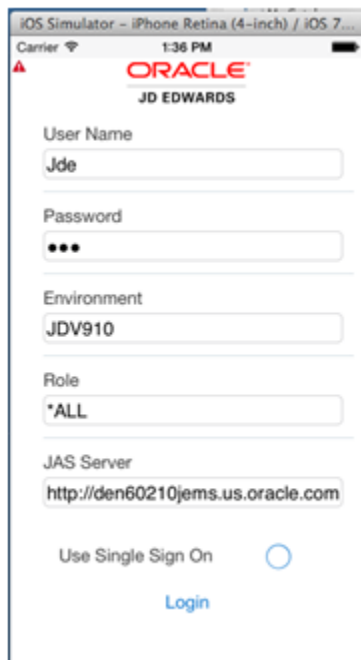 iOS Simulator – iPhone Retina (4-inch) / iOS 7...
Carrier 1:36 PM
ORACLE
JD EDWARDS
User Name
Jde
Password
•••
Environment
JDV910
Role
*ALL
JAS Server
http://den60210jems.us.oracle.com
Use Single Sign On
Login